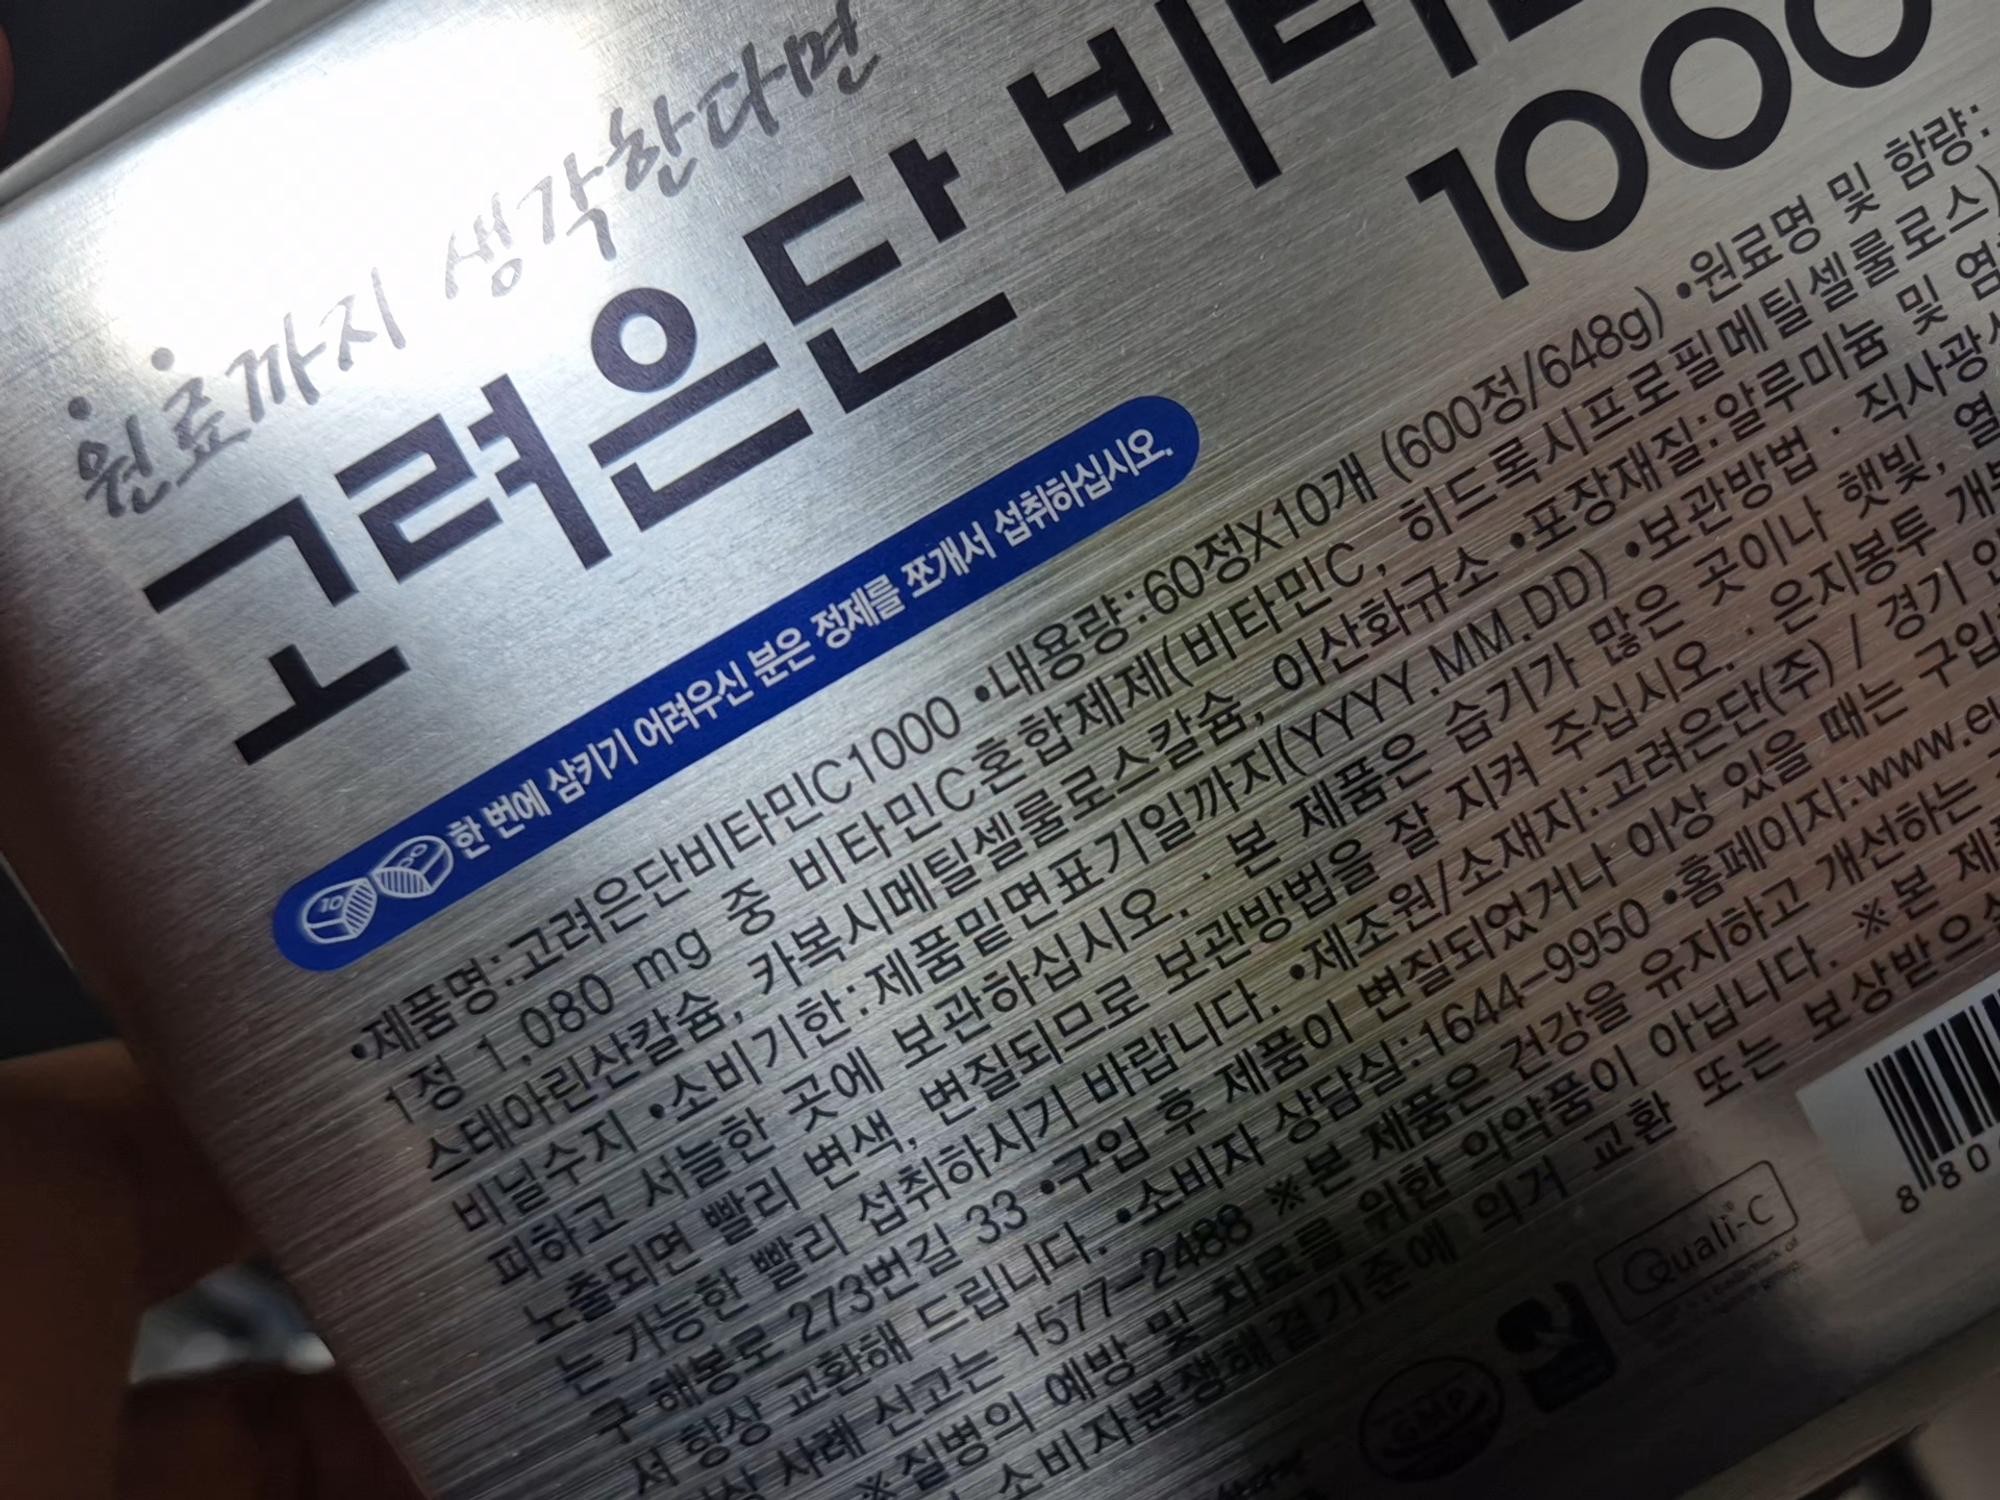 원료까지 생각한다면
고려은단 비타
1000
한 번에 삼키기 어려우신 분은 정제를 쪼개서 섭취하십시오.
•제품명:고려은단비타민C1000 •내용량:60정X10개 (600정/648g) •원료명 및 함량:
1정 1,080 mg 중 비타민C혼합제제(비타민C, 히드록시프로필메틸셀룰로스)
스테아린산칼슘, 카복시메틸셀룰로스칼슘, 이산화규소 •포장재질:알루미늄 및
비닐수지 •소비기한:제품밑면표기일까지(YYYY.MM.DD) •보관방법 · 직사광
피하고 서늘한 곳에 보관하십시오. · 본 제품은 습기가 많은 곳이나 햇빛, 열
노출되면 빨리 변색, 변질되므로 보관방법을 잘 지켜 주십시오. · 은지봉투
는 가능한 빨리 섭취하시기 바랍니다. •제조원/소재지:고려은단(주) / 경기
구 해봉로 273번길 33 •구입 후 제품이 변질되었거나 이상 있을 때는 구입
서 항상 교환해 드립니다. •소비자 상담실:1644-9950 •홈페이지:www.e
사례 신고는 1577-2488 ※본 제품은 건강을 유지하고 개선하는
※질병의 예방 및 치료를 위한 의약품이 아닙니다. ※본 제
소비자분쟁해결기준에 의거 교환 또는 보상받으
GMP
Quali-C®
880